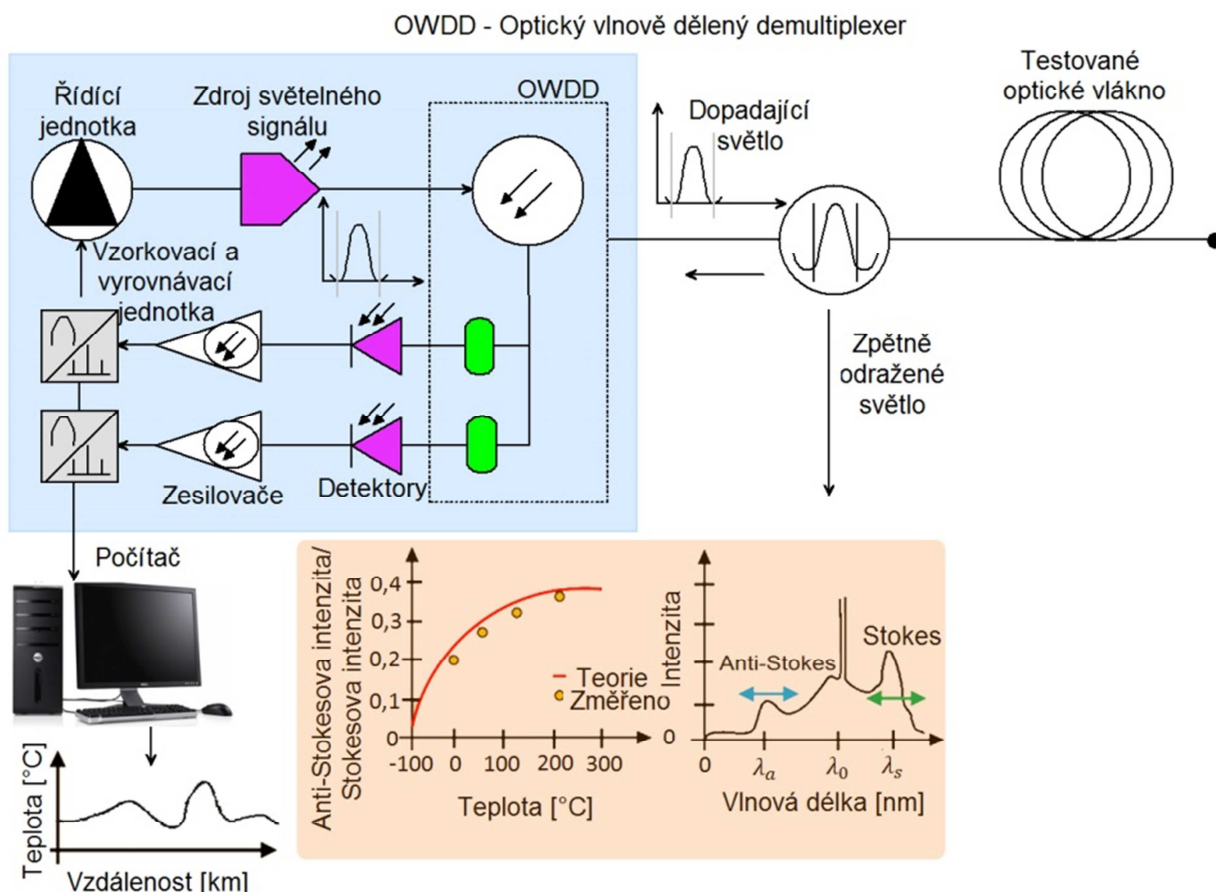 OWDD - Optický vlnově dělený demultiplexer
Řídící
jednotka
Zdroj světelného
signálu
OWDD
Dopadající
světlo
Testované
optické vlákno
Vzorkovací a
vyrovnávací
jednotka
Zpětně
odražené
světlo
Zesilovače
Detektory
Počítač
Teplota [°C]
Vzdálenost [km]
Anti-Stokesova intenzita/
Stokesova intenzita
0,4
0,3
0,2
0,1
0
-100 0 100 200 300
Teplota [°C]
Teorie
Změřeno
Intenzita
Anti-Stokes
Stokes
0
0 λa λ0 λs
Vlnová délka [nm]